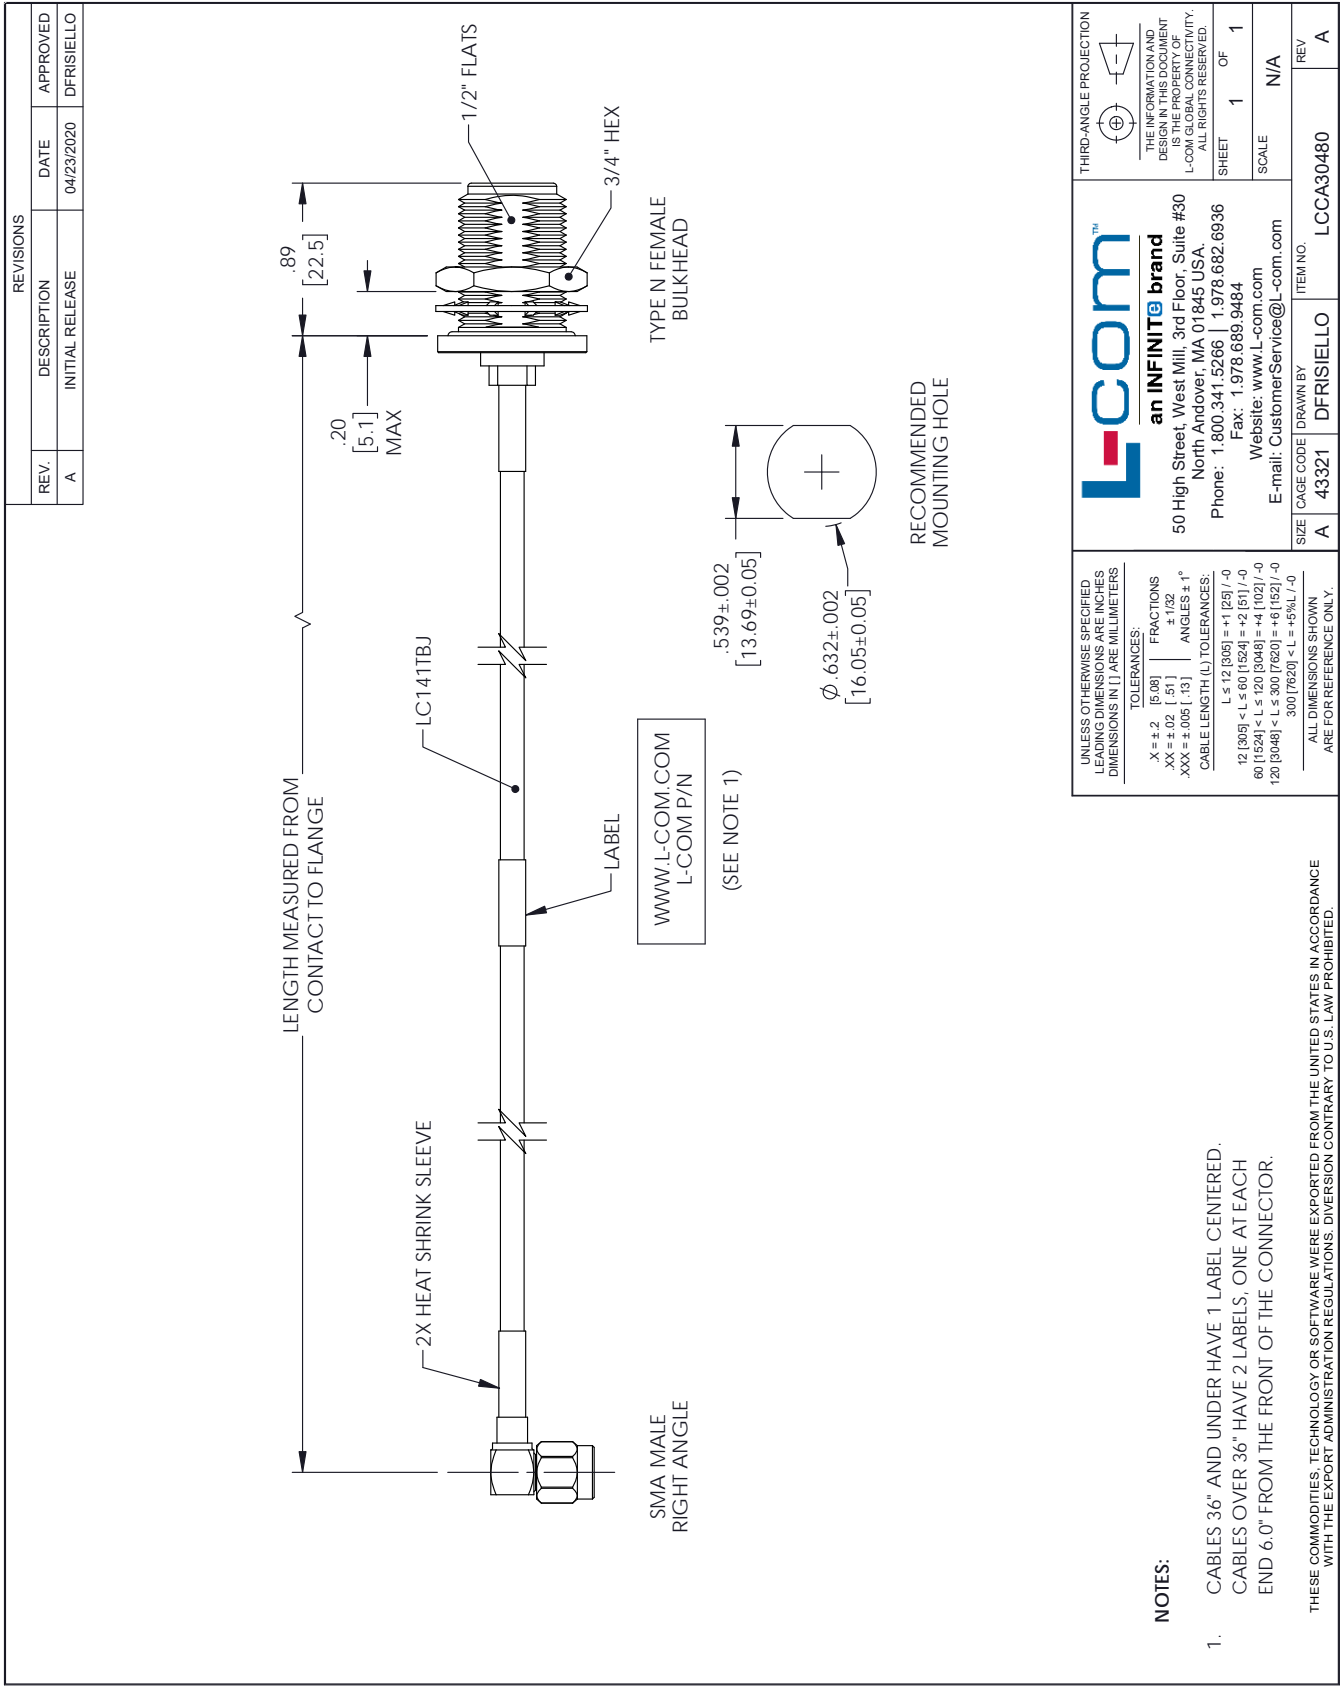 REVISIONS
REV. DESCRIPTION DATE APPROVED
A INITIAL RELEASE 04/23/2020 DFRISIELLO
LENGTH MEASURED FROM
CONTACT TO FLANGE
.89
[22.5]
.20
[5.1]
MAX
2X HEAT SHRINK SLEEVE
LC141TBJ
1/2" FLATS
3/4" HEX
LABEL
SMA MALE
RIGHT ANGLE
WWW.L-COM.COM
L-COM P/N
(SEE NOTE 1)
TYPE N FEMALE
BULKHEAD
.539±.002
[13.69±0.05]
Ø.632±.002
[16.05±0.05]
RECOMMENDED
MOUNTING HOLE
NOTES:
1. CABLES 36" AND UNDER HAVE 1 LABEL CENTERED.
CABLES OVER 36" HAVE 2 LABELS, ONE AT EACH
END 6.0" FROM THE FRONT OF THE CONNECTOR.
THESE COMMODITIES, TECHNOLOGY OR SOFTWARE WERE EXPORTED FROM THE UNITED STATES IN ACCORDANCE
WITH THE EXPORT ADMINISTRATION REGULATIONS. DIVERSION CONTRARY TO U.S. LAW PROHIBITED.
UNLESS OTHERWISE SPECIFIED
LEADING DIMENSIONS ARE INCHES
DIMENSIONS IN [ ] ARE MILLIMETERS
TOLERANCES:
.X = ±.2 [5.08] FRACTIONS
.XX = ±.02 [.51] ±1/32
.XXX = ±.005 [.13] ANGLES ± 1°
CABLE LENGTH (L) TOLERANCES:
L ≤ 12 [305] = +1 [25] / -0
12 [305] < L ≤ 60 [1524] = +2 [51] / -0
60 [1524] < L ≤ 120 [3048] = +4 [102] / -0
120 [3048] < L ≤ 300 [7620] = +6 [152] / -0
300 [7620] < L = +5%L / -0
ALL DIMENSIONS SHOWN
ARE FOR REFERENCE ONLY.
L-com™
an INFINITe brand
50 High Street, West Mill, 3rd Floor, Suite #30
North Andover, MA 01845 USA.
Phone: 1.800.341.5266 | 1.978.682.6936
Fax: 1.978.689.9484
Website: www.L-com.com
E-mail: CustomerService@L-com.com
THIRD-ANGLE PROJECTION
THE INFORMATION AND
DESIGN IN THIS DOCUMENT
IS THE PROPERTY OF
L-COM GLOBAL CONNECTIVITY.
ALL RIGHTS RESERVED.
SHEET 1 OF 1
SCALE N/A
SIZE CAGE CODE DRAWN BY ITEM NO. REV
A 43321 DFRISIELLO LCCA30480 A